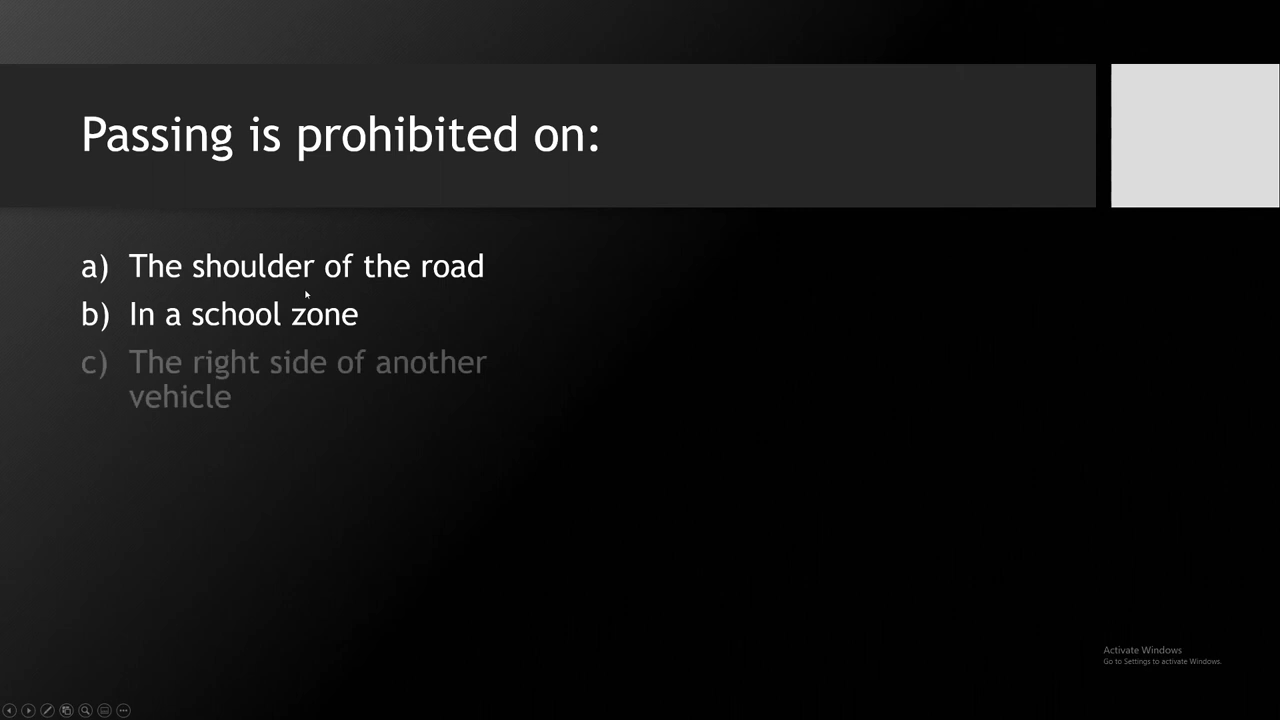 Passing is prohibited on:
a) The shoulder of the road
b) In a school zone
c) The right side of another
vehicle
Activate Windows
Go to Settings to activate Windows.